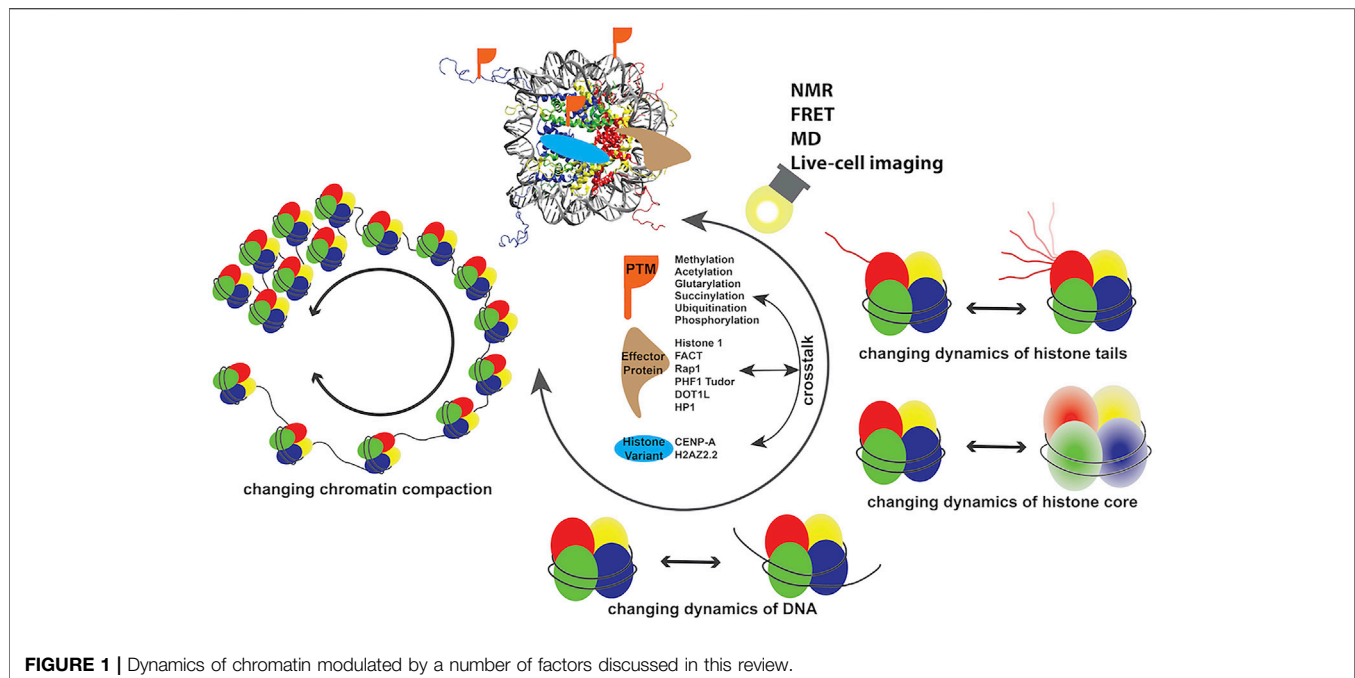 NMR
FRET
MD
Live-cell imaging
PTM
Methylation
Acetylation
Glutarylation
Succinylation
Ubiquitination
Phosphorylation
Effector
Protein
Histone 1
FACT
Rap1
PHF1 Tudor
DOT1L
HP1
Histone
Variant
CENP-A
H2AZ2.2
crosstalk
changing dynamics of histone tails
changing dynamics of histone core
changing chromatin compaction
changing dynamics of DNA
FIGURE 1 | Dynamics of chromatin modulated by a number of factors discussed in this review.